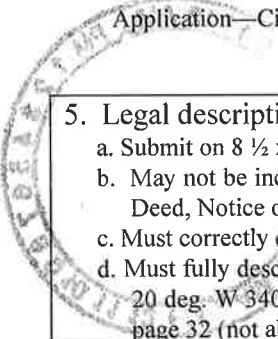 Application—Ci
5. Legal descripti
a. Submit on 8 ½ x
b. May not be inc
Deed, Notice o
c. Must correctly
d. Must fully desc
20 deg. W 340
page 32 (not al